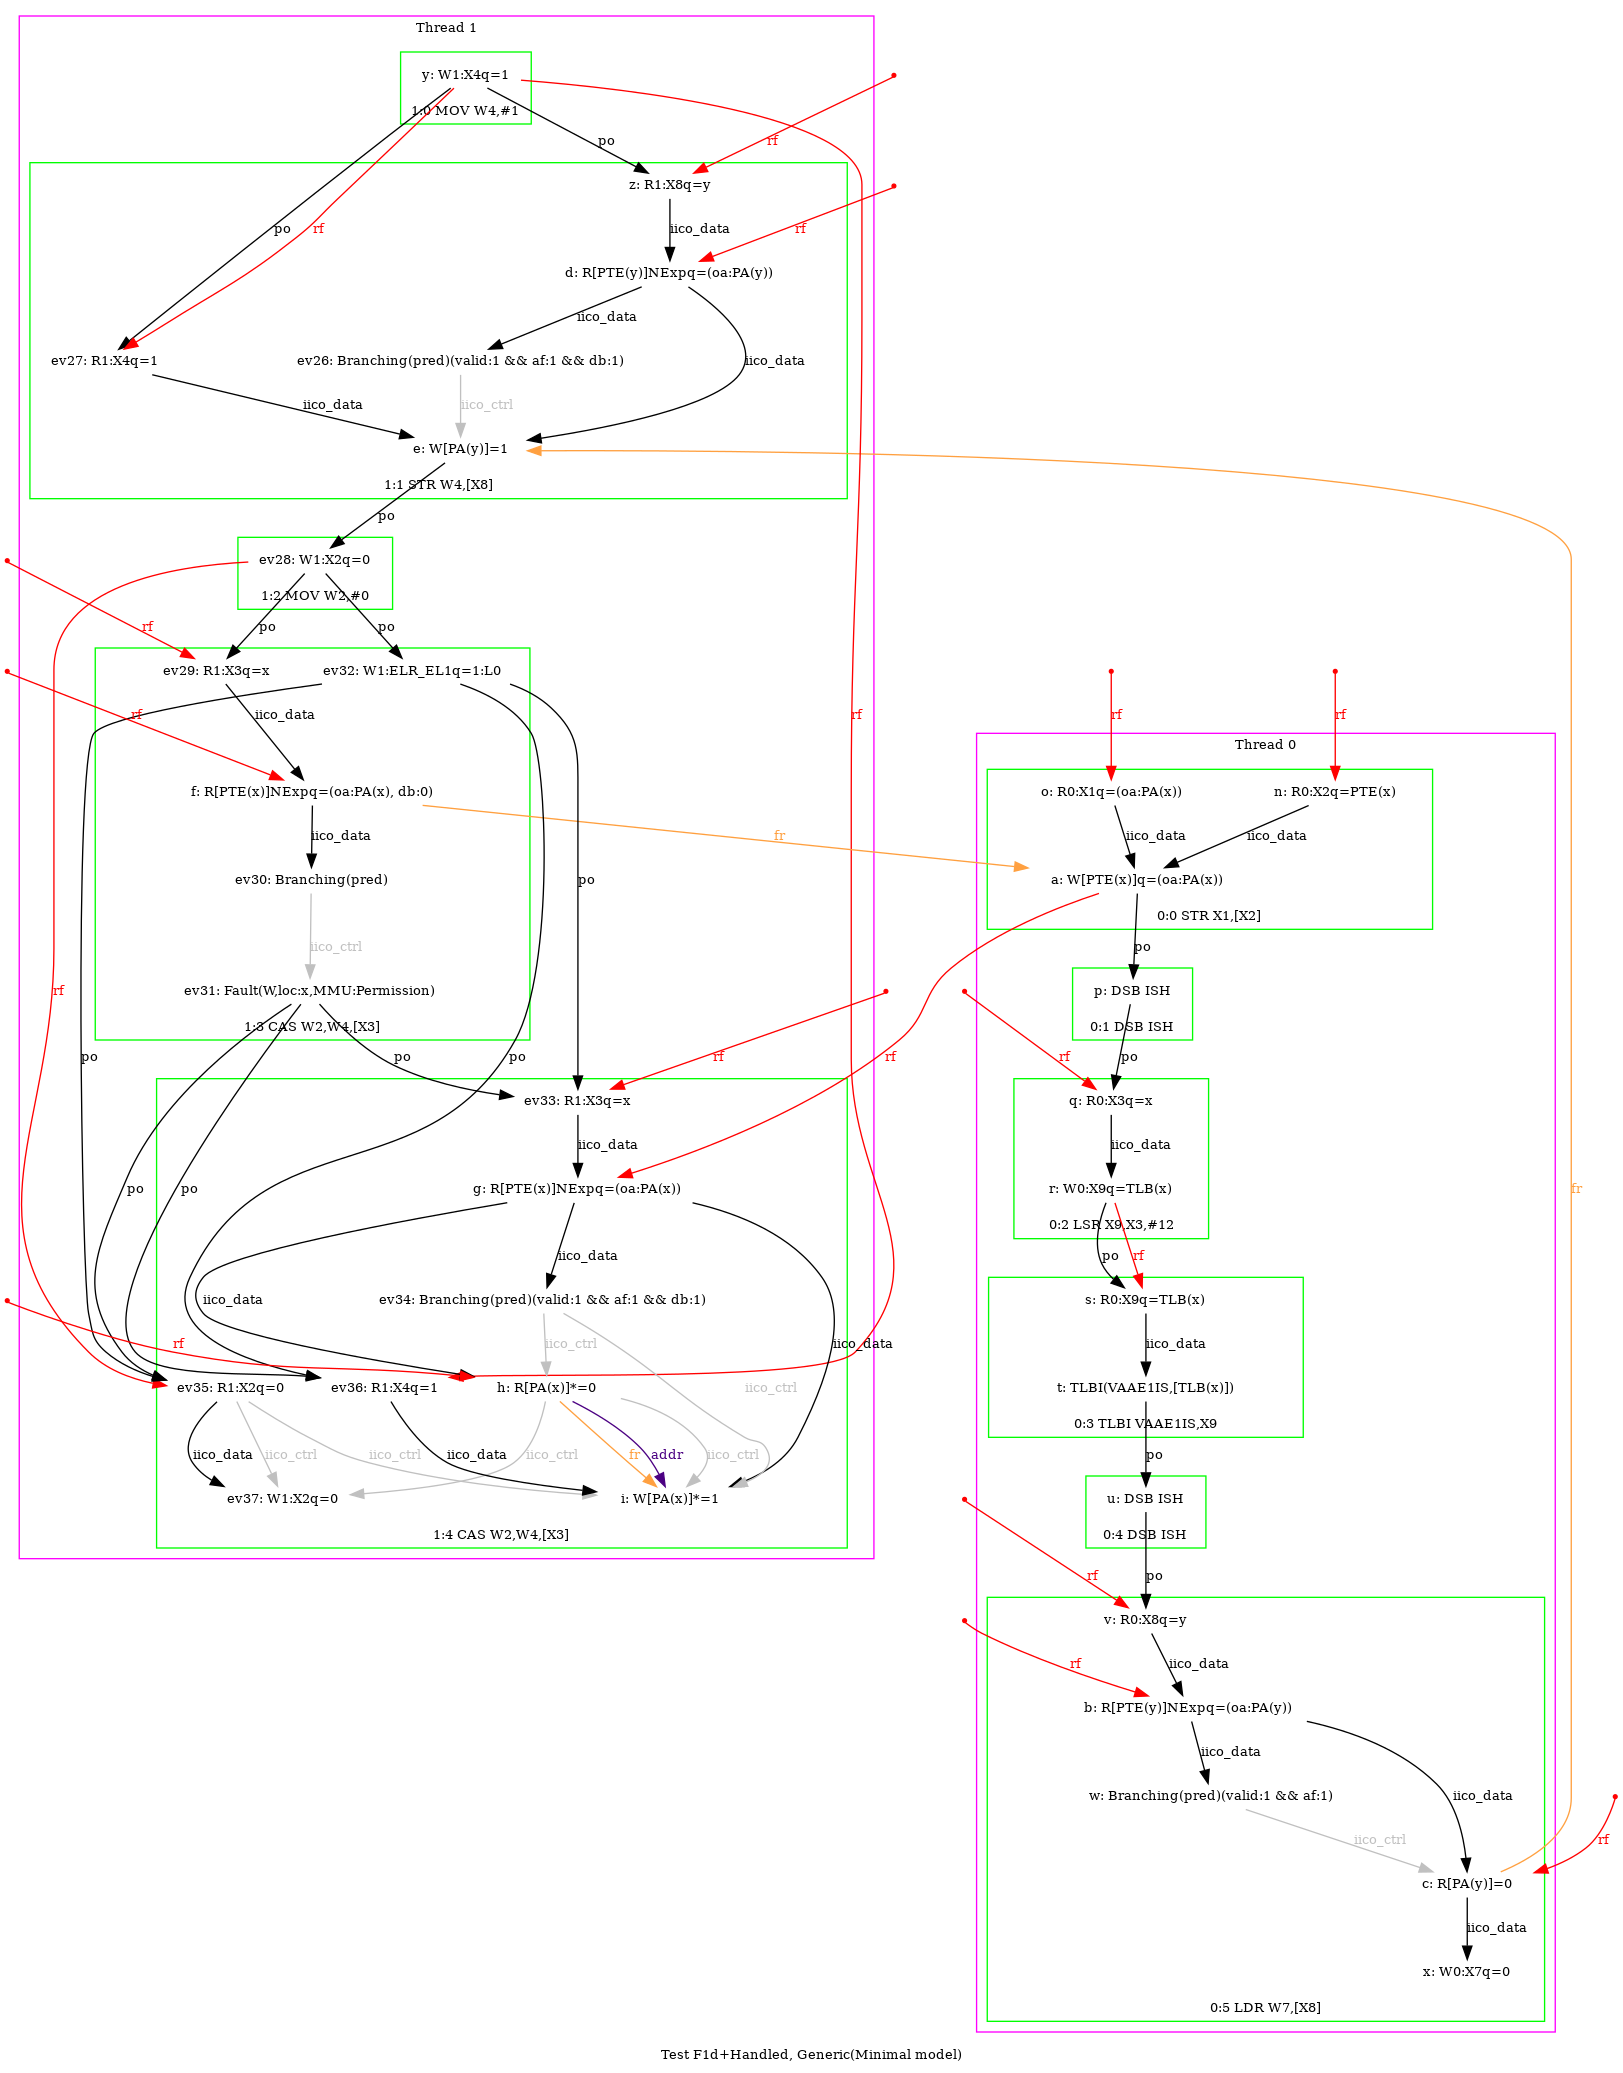 Thread 1
y: W1:X4q=1
1:0 MOV W4,#1
po
rf
z: R1:X8q=y
rf
po
rf
iico_data
d: R[PTE(y)]NExpq=(oa:PA(y))
iico_data
ev27: R1:X4q=1
ev26: Branching(pred)(valid:1 && af:1 && db:1)
iico_data
iico_data
iico_ctrl
e: W[PA(y)]=1
1:1 STR W4,[X8]
po
ev28: W1:X2q=0
1:2 MOV W2,#0
rf
po
po
ev29: R1:X3q=x
ev32: W1:ELR_EL1q=1:L0
rf
iico_data
rf
rf
rf
Thread 0
f: R[PTE(x)]NExpq=(oa:PA(x), db:0)
o: R0:X1q=(oa:PA(x))
n: R0:X2q=PTE(x)
iico_data
fr
iico_data
iico_data
ev30: Branching(pred)
po
a: W[PTE(x)]q=(oa:PA(x))
0:0 STR X1,[X2]
iico_ctrl
po
rf
ev31: Fault(W,loc:x,MMU:Permission)
1:3 CAS W2,W4,[X3]
p: DSB ISH
0:1 DSB ISH
po
po
po
rf
rf
rf
po
ev33: R1:X3q=x
q: R0:X3q=x
iico_data
iico_data
po
po
g: R[PTE(x)]NExpq=(oa:PA(x))
r: W0:X9q=TLB(x)
0:2 LSR X9,X3,#12
fr
iico_data
po
rf
iico_data
ev34: Branching(pred)(valid:1 && af:1 && db:1)
s: R0:X9q=TLB(x)
rf
iico_ctrl
iico_data
iico_data
ev35: R1:X2q=0
ev36: R1:X4q=1
h: R[PA(x)]*=0
iico_ctrl
t: TLBI(VAAE1IS,[TLB(x)])
0:3 TLBI VAAE1IS,X9
iico_data
iico_ctrl
iico_ctrl
iico_data
iico_ctrl
fr
addr
iico_ctrl
po
ev37: W1:X2q=0
i: W[PA(x)]*=1
1:4 CAS W2,W4,[X3]
u: DSB ISH
0:4 DSB ISH
rf
po
v: R0:X8q=y
rf
iico_data
b: R[PTE(y)]NExpq=(oa:PA(y))
iico_data
w: Branching(pred)(valid:1 && af:1)
iico_data
iico_ctrl
rf
c: R[PA(y)]=0
iico_data
x: W0:X7q=0
0:5 LDR W7,[X8]
Test F1d+Handled, Generic(Minimal model)